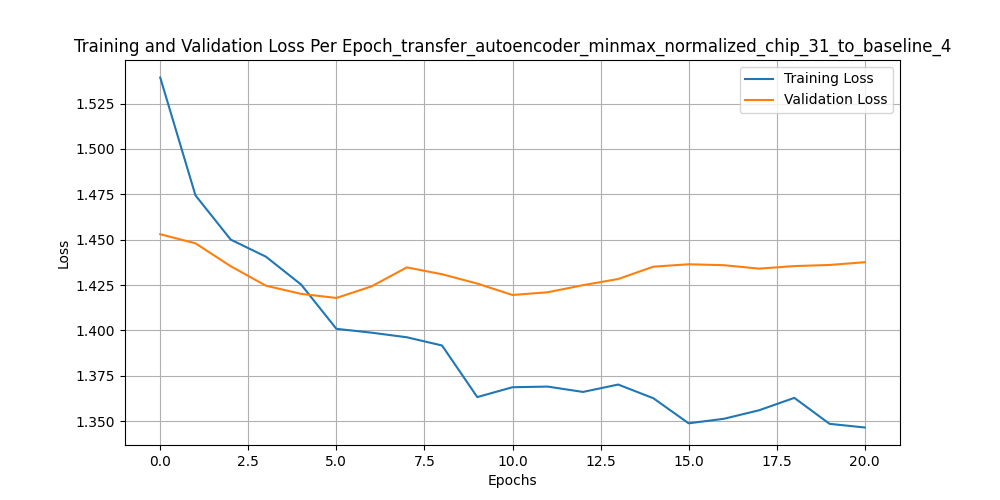 Training and Validation Loss Per Epoch_transfer_autoencoder_minmax_normalized_chip_31_to_baseline_4
Training Loss
Validation Loss
Loss
1.525
1.500
1.475
1.450
1.425
1.400
1.375
1.350
0.0 2.5 5.0 7.5 10.0 12.5 15.0 17.5 20.0
Epochs